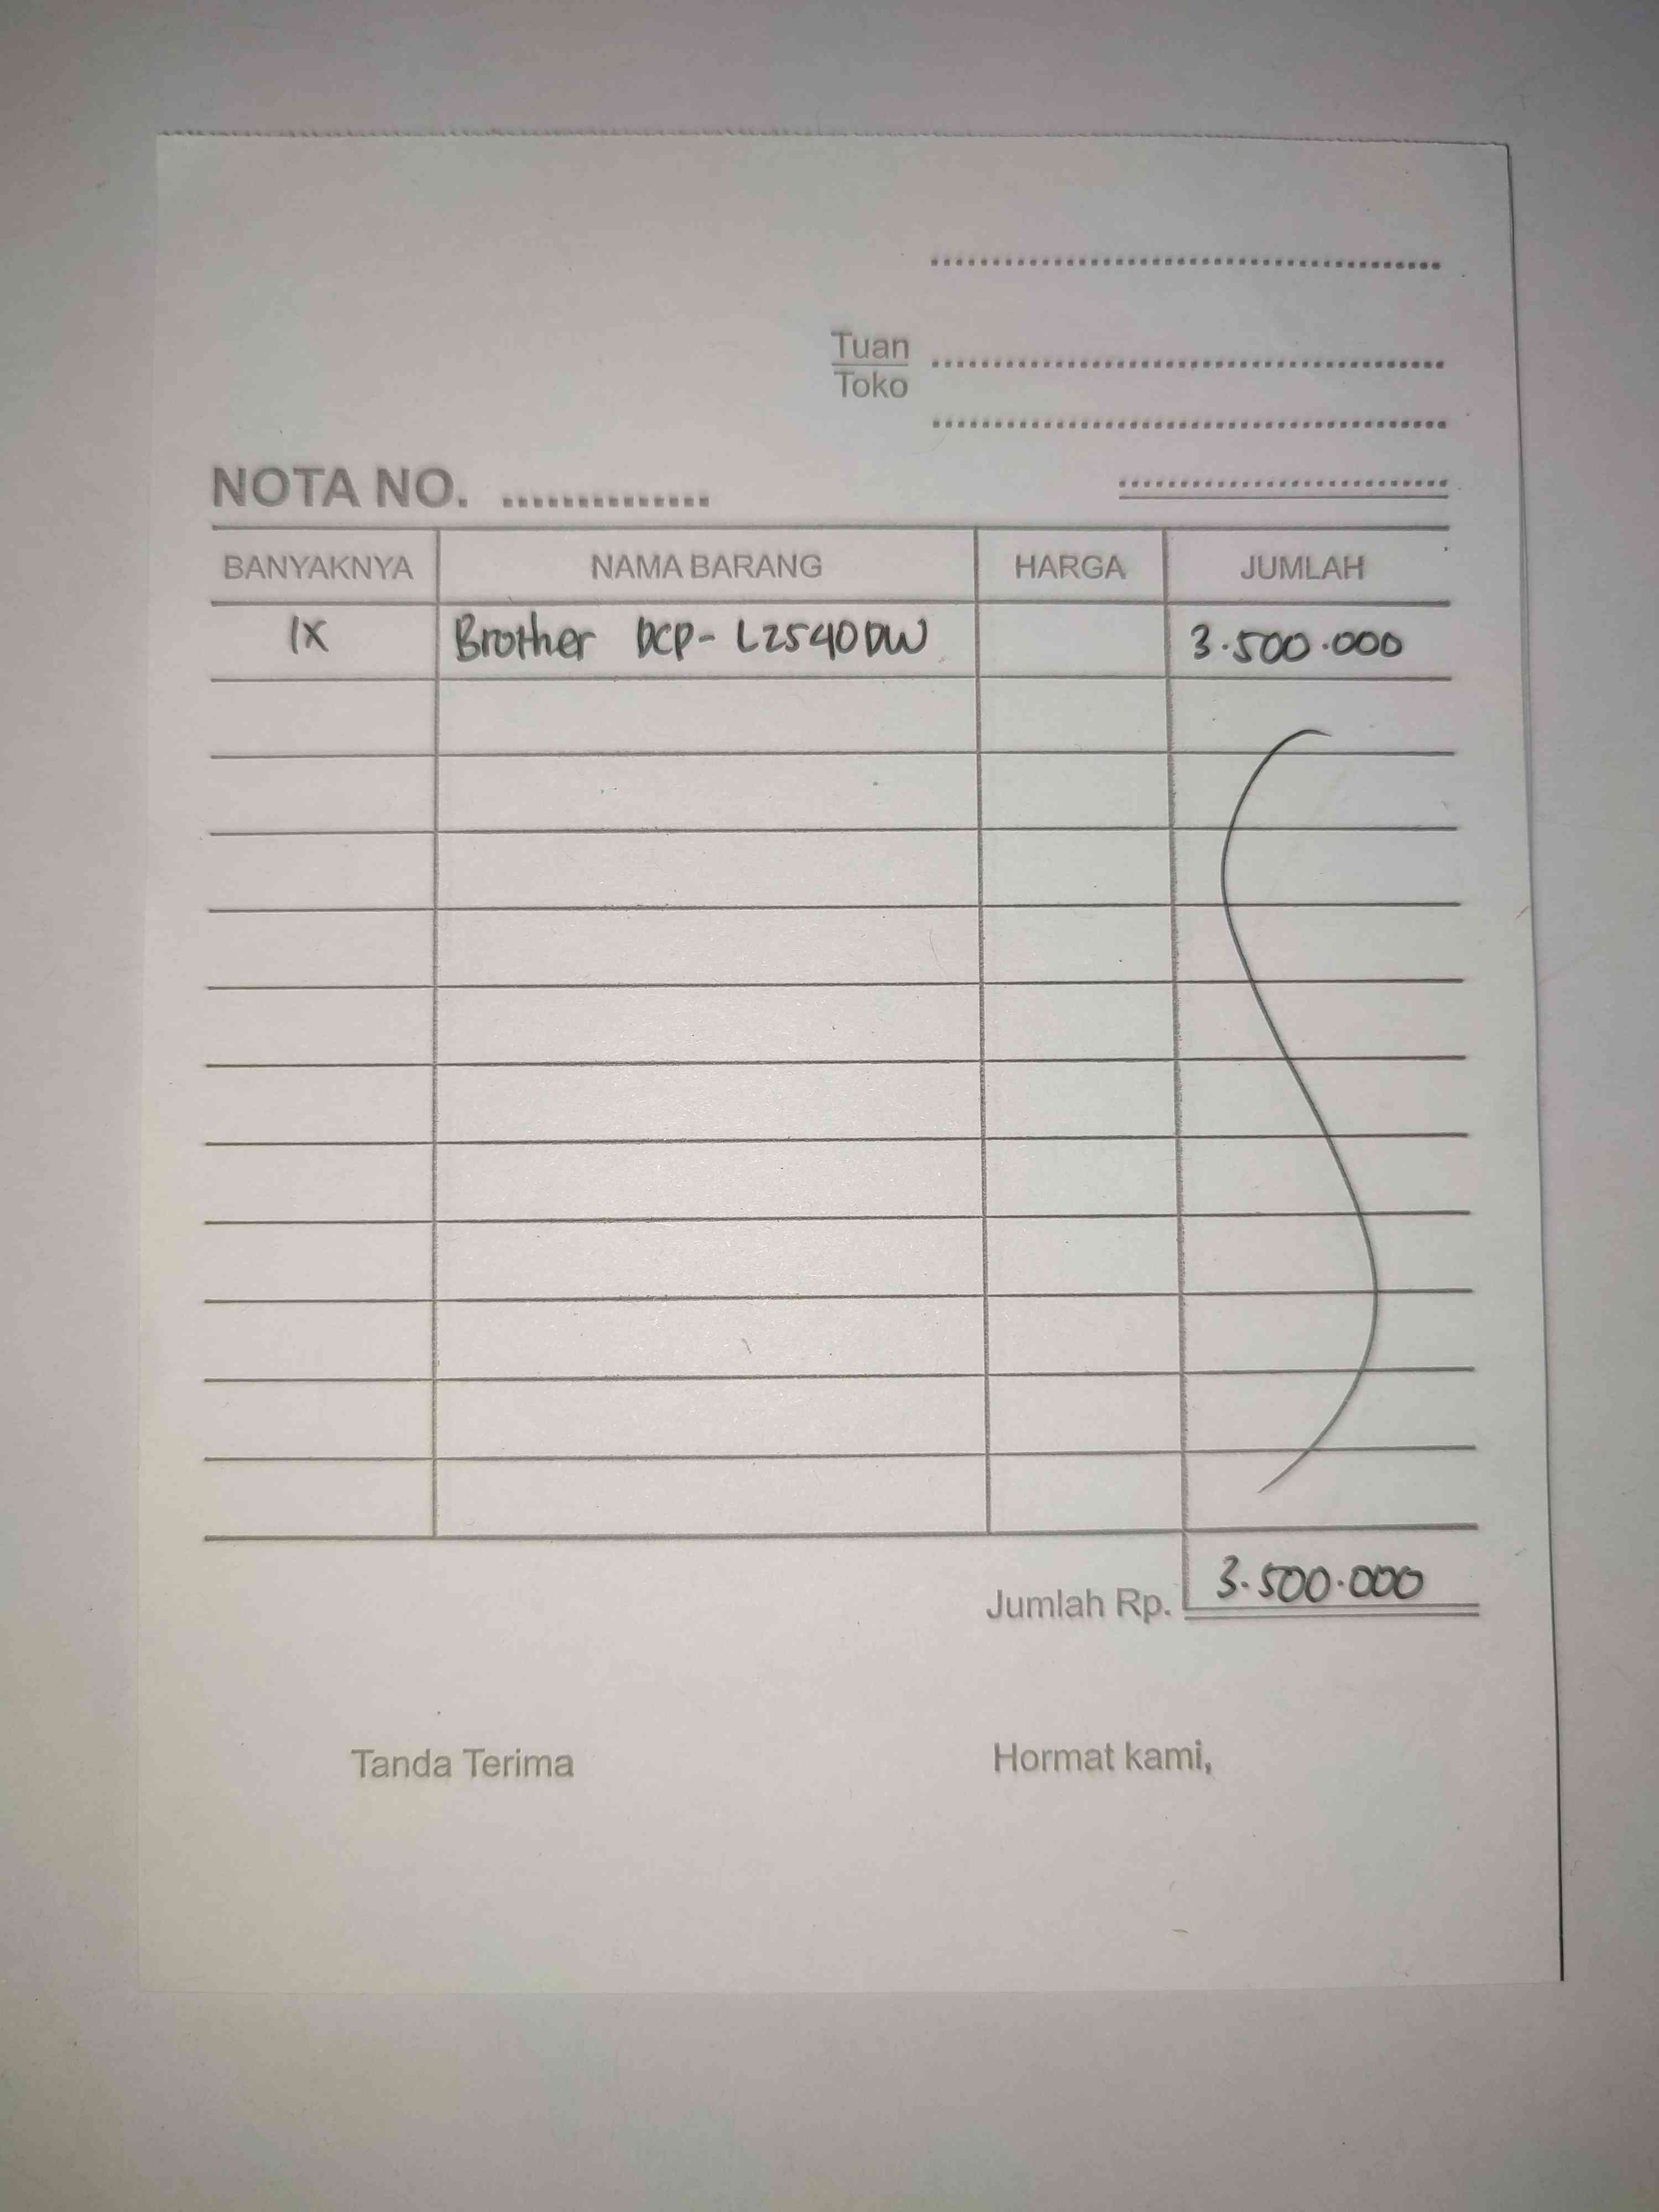 Tuan
Toko
NOTA NO. ..............
BANYAKNYA NAMA BARANG HARGA JUMLAH
1X Brother DCP-L2540DW 3.500.000
Jumlah Rp. 3.500.000
Tanda Terima Hormat kami,